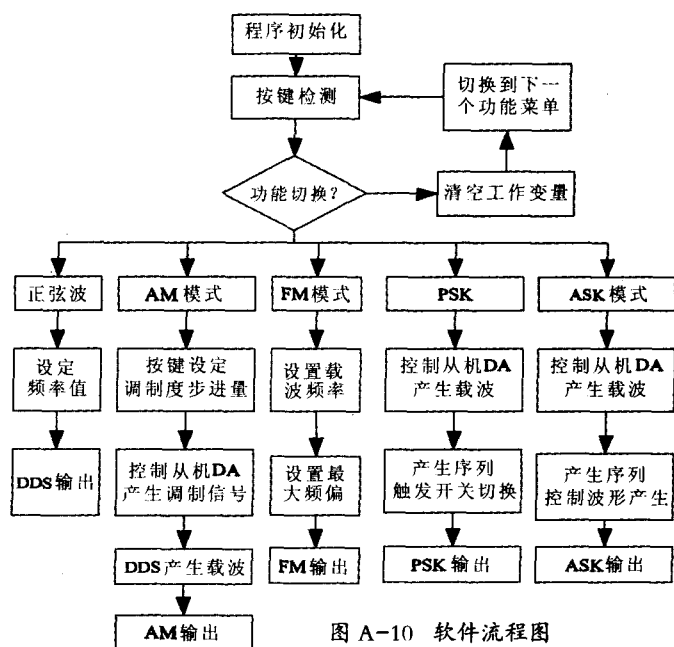 程序初始化
按键检测
切换到下一
个功能菜单
功能切换?
清空工作变量
正弦波
AM模式
FM模式
PSK
ASK模式
设定
频率值
按键设定
调制度步进量
设置载
波频率
控制从机DA
产生载波
控制从机DA
产生载波
DDS输出
控制从机DA
产生调制信号
设置最
大频偏
产生序列
触发开关切换
产生序列
控制波形产生
DDS产生载波
FM输出
PSK输出
ASK输出
AM输出
图 A-10 软件流程图